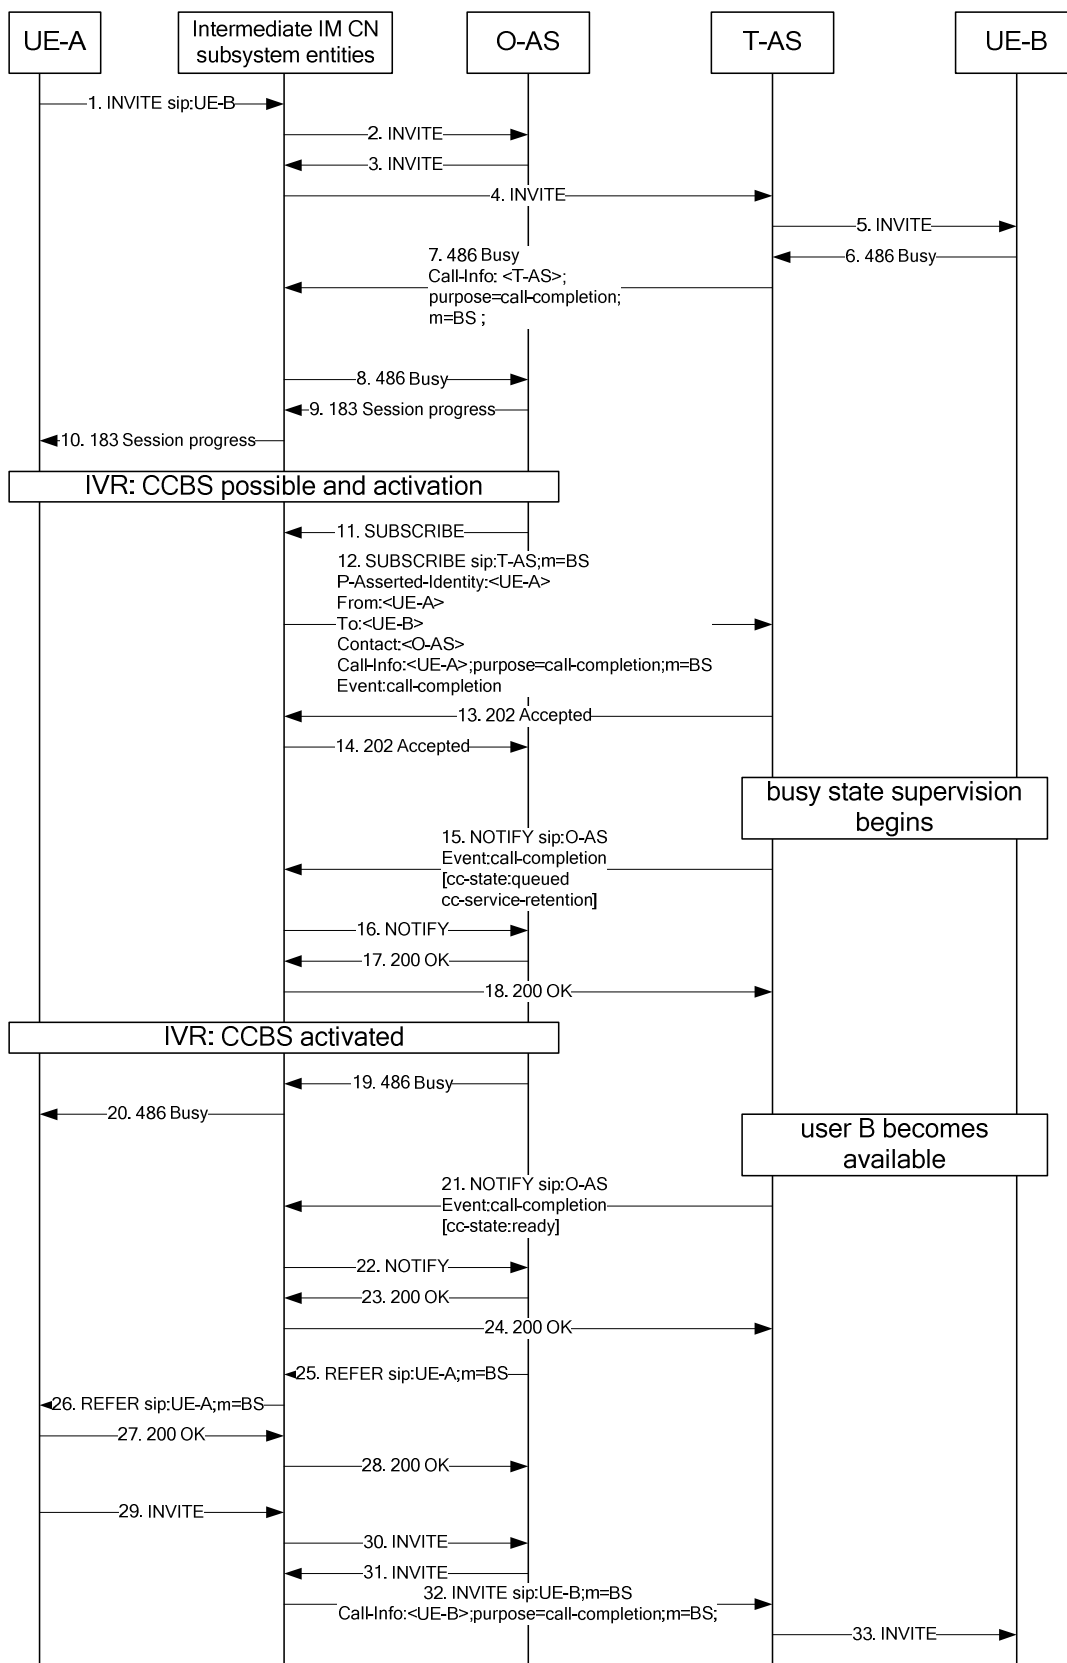 UE-A
Intermediate IM CN
subsystem entities
O-AS
T-AS
UE-B
1. INVITE sip:UE-B
2. INVITE
3. INVITE
4. INVITE
5. INVITE
6. 486 Busy
7. 486 Busy
Call-Info: <T-AS>;
purpose=call-completion;
m=BS ;
8. 486 Busy
9. 183 Session progress
10. 183 Session progress
IVR: CCBS possible and activation
11. SUBSCRIBE
12. SUBSCRIBE sip:T-AS;m=BS
P-Asserted-Identity:<UE-A>
From:<UE-A>
To:<UE-B>
Contact:<O-AS>
Call-Info:<UE-A>;purpose=call-completion;m=BS
Event:call-completion
13. 202 Accepted
14. 202 Accepted
busy state supervision
begins
15. NOTIFY sip:O-AS
Event:call-completion
[cc-state:queued
cc-service-retention]
16. NOTIFY
17. 200 OK
18. 200 OK
IVR: CCBS activated
19. 486 Busy
20. 486 Busy
user B becomes
available
21. NOTIFY sip:O-AS
Event:call-completion
[cc-state:ready]
22. NOTIFY
23. 200 OK
24. 200 OK
25. REFER sip:UE-A;m=BS
26. REFER sip:UE-A;m=BS
27. 200 OK
28. 200 OK
29. INVITE
30. INVITE
31. INVITE
32. INVITE sip:UE-B;m=BS
Call-Info:<UE-B>;purpose=call-completion;m=BS;
33. INVITE